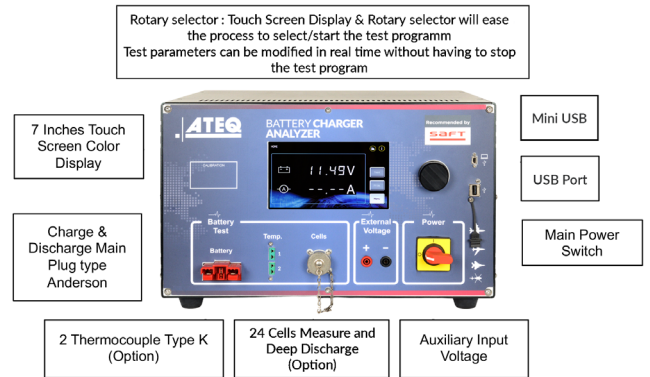 Rotary selector : Touch Screen Display & Rotary selector will ease
the process to select/start the test programm
Test parameters can be modified in real time without having to stop
the test program
7 Inches Touch
Screen Color
Display
Charge &
Discharge Main
Plug type
Anderson
ATEQ
BATTERY CHARGER
ANALYZER
Recommended by
SAFT
11.49V
--.--A
Battery
Test
Battery
Temp.
1
2
Cells
External
Voltage
+ −
Power
Mini USB
USB Port
Main Power
Switch
2 Thermocouple Type K
(Option)
24 Cells Measure and
Deep Discharge
(Option)
Auxiliary Input
Voltage